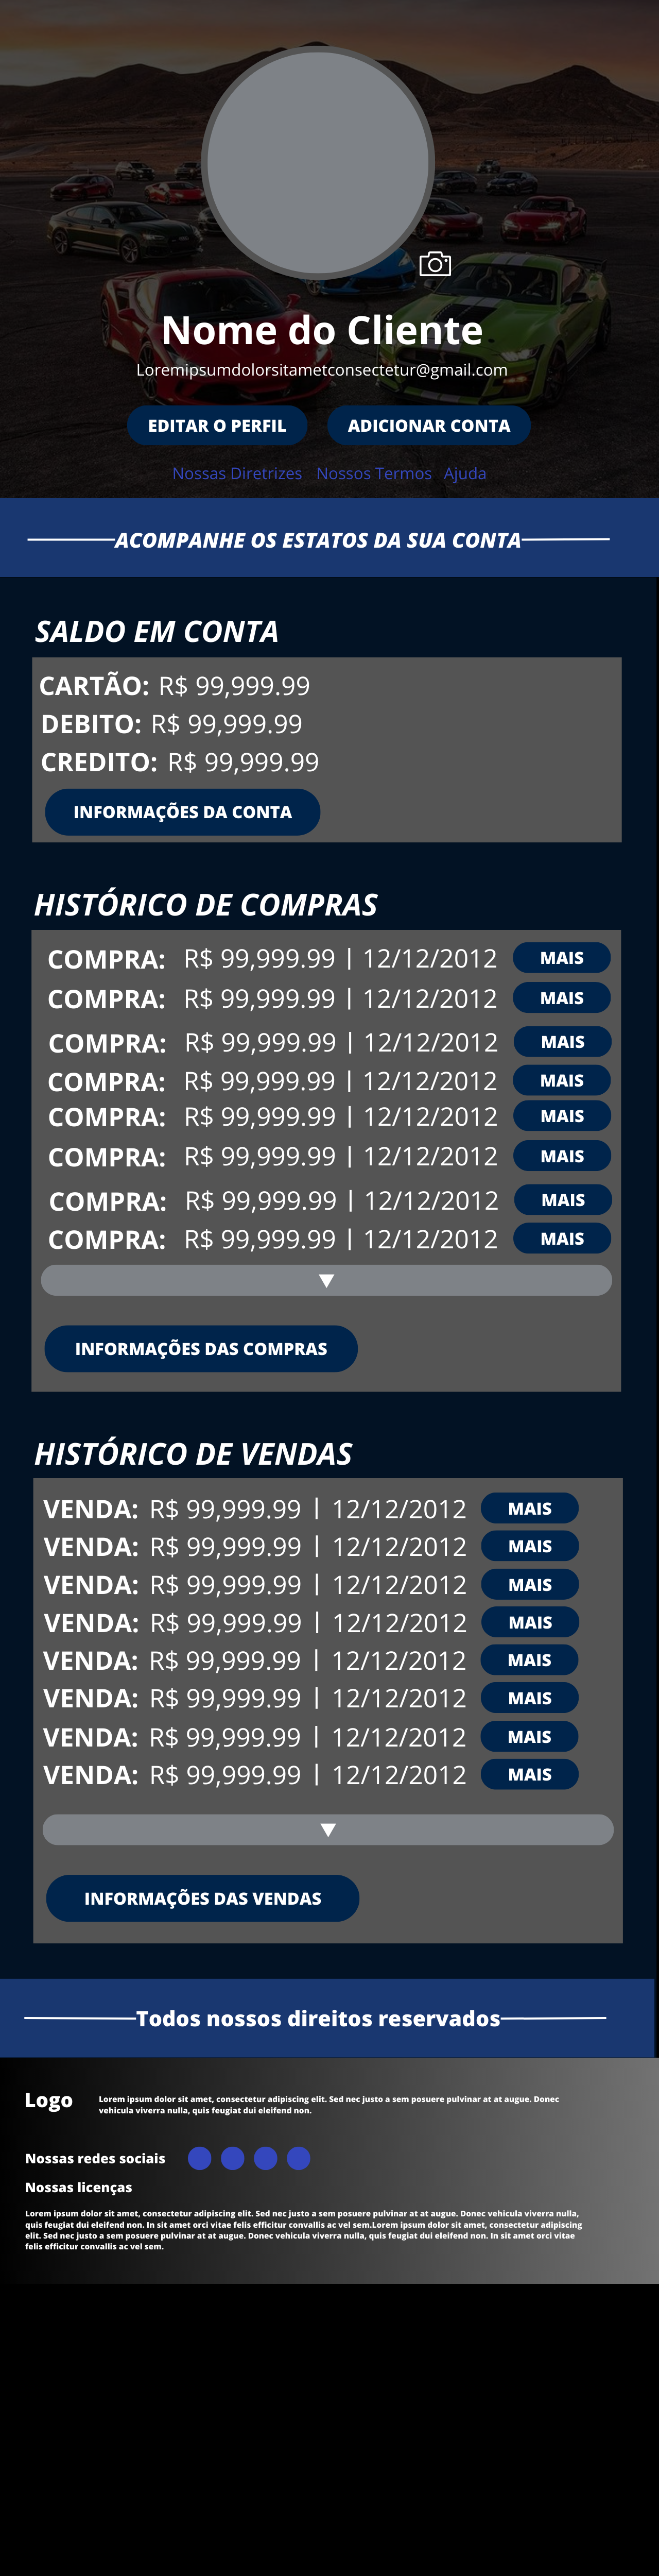 Nome do Cliente
Loremipsumdolorsitametconsectetur@gmail.com
EDITAR O PERFIL ADICIONAR CONTA
Nossas Diretrizes Nossos Termos Ajuda
ACOMPANHE OS ESTATOS DA SUA CONTA
SALDO EM CONTA
CARTÃO: R$ 99,999.99
DEBITO: R$ 99,999.99
CREDITO: R$ 99,999.99
INFORMAÇÕES DA CONTA
HISTÓRICO DE COMPRAS
COMPRA: R$ 99,999.99 | 12/12/2012 MAIS
COMPRA: R$ 99,999.99 | 12/12/2012 MAIS
COMPRA: R$ 99,999.99 | 12/12/2012 MAIS
COMPRA: R$ 99,999.99 | 12/12/2012 MAIS
COMPRA: R$ 99,999.99 | 12/12/2012 MAIS
COMPRA: R$ 99,999.99 | 12/12/2012 MAIS
COMPRA: R$ 99,999.99 | 12/12/2012 MAIS
COMPRA: R$ 99,999.99 | 12/12/2012 MAIS
INFORMAÇÕES DAS COMPRAS
HISTÓRICO DE VENDAS
VENDA: R$ 99,999.99 | 12/12/2012 MAIS
VENDA: R$ 99,999.99 | 12/12/2012 MAIS
VENDA: R$ 99,999.99 | 12/12/2012 MAIS
VENDA: R$ 99,999.99 | 12/12/2012 MAIS
VENDA: R$ 99,999.99 | 12/12/2012 MAIS
VENDA: R$ 99,999.99 | 12/12/2012 MAIS
VENDA: R$ 99,999.99 | 12/12/2012 MAIS
VENDA: R$ 99,999.99 | 12/12/2012 MAIS
INFORMAÇÕES DAS VENDAS
Todos nossos direitos reservados
Logo
Lorem ipsum dolor sit amet, consectetur adipiscing elit. Sed nec justo a sem posuere pulvinar at at augue. Donec
vehicula viverra nulla, quis feugiat dui eleifend non.
Nossas redes sociais
Nossas licenças
Lorem ipsum dolor sit amet, consectetur adipiscing elit. Sed nec justo a sem posuere pulvinar at at augue. Donec vehicula viverra nulla,
quis feugiat dui eleifend non. In sit amet orci vitae felis efficitur convallis ac vel sem.Lorem ipsum dolor sit amet, consectetur adipiscing
elit. Sed nec justo a sem posuere pulvinar at at augue. Donec vehicula viverra nulla, quis feugiat dui eleifend non. In sit amet orci vitae
felis efficitur convallis ac vel sem.